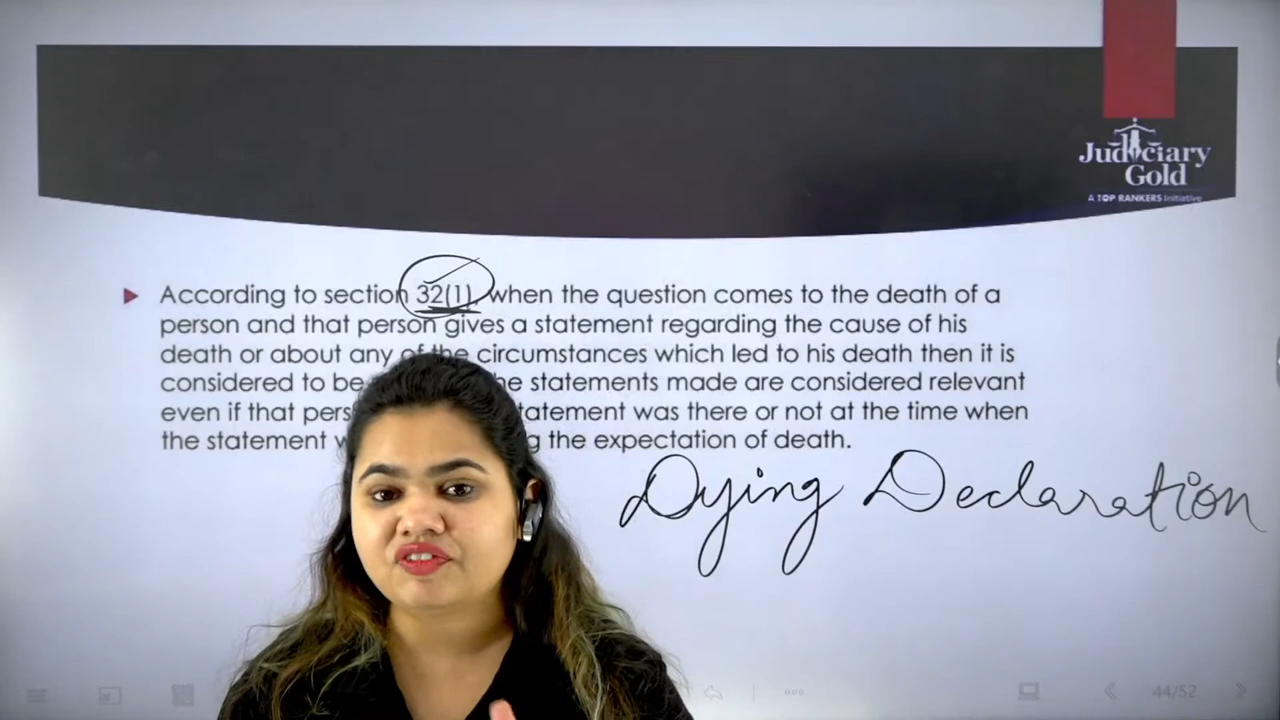 Judiciary
Gold
A TOP RANKERS Initiative
According to section 32(1), when the question comes to the death of a
person and that person gives a statement regarding the cause of his
death or about any of the circumstances which led to his death then it is
considered to be he statements made are considered relevant
even if that pers tatement was there or not at the time when
the statement w g the expectation of death.
Dying Declaration
44/52